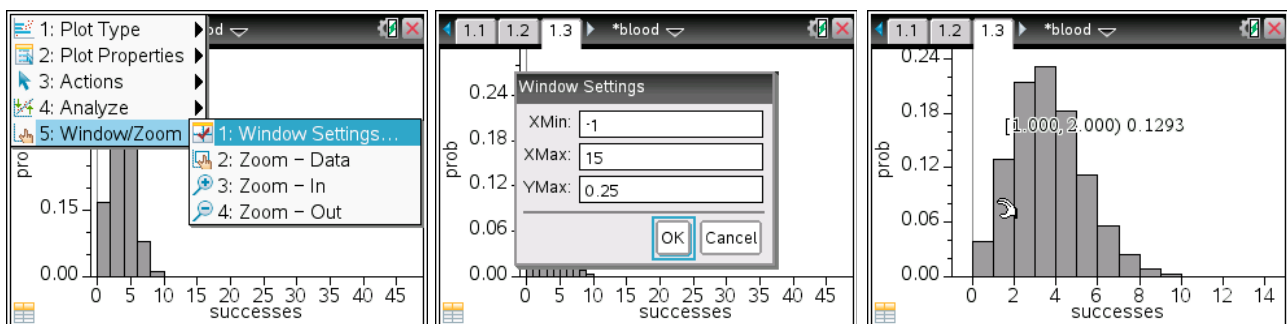 1: Plot Type
2: Plot Properties
3: Actions
4: Analyze
5: Window/Zoom
1: Window Settings...
2: Zoom – Data
3: Zoom – In
4: Zoom – Out
od
pro
0.15
0.00
0 5 10 15 20 25 30 35 40 45
successes
1.1 1.2 1.3 *blood
Window Settings
XMin: -1
XMax: 15
YMax: 0.25
OK Cancel
prob
0.24
0.18
0.12
0.06
0.00
0 5 10 15 20 25 30 35 40 45
successes
1.1 1.2 1.3 *blood
prob
0.24
0.18
[1.000, 2.000) 0.1293
0.12
0.06
0.00
0 2 4 6 8 10 12 14
successes